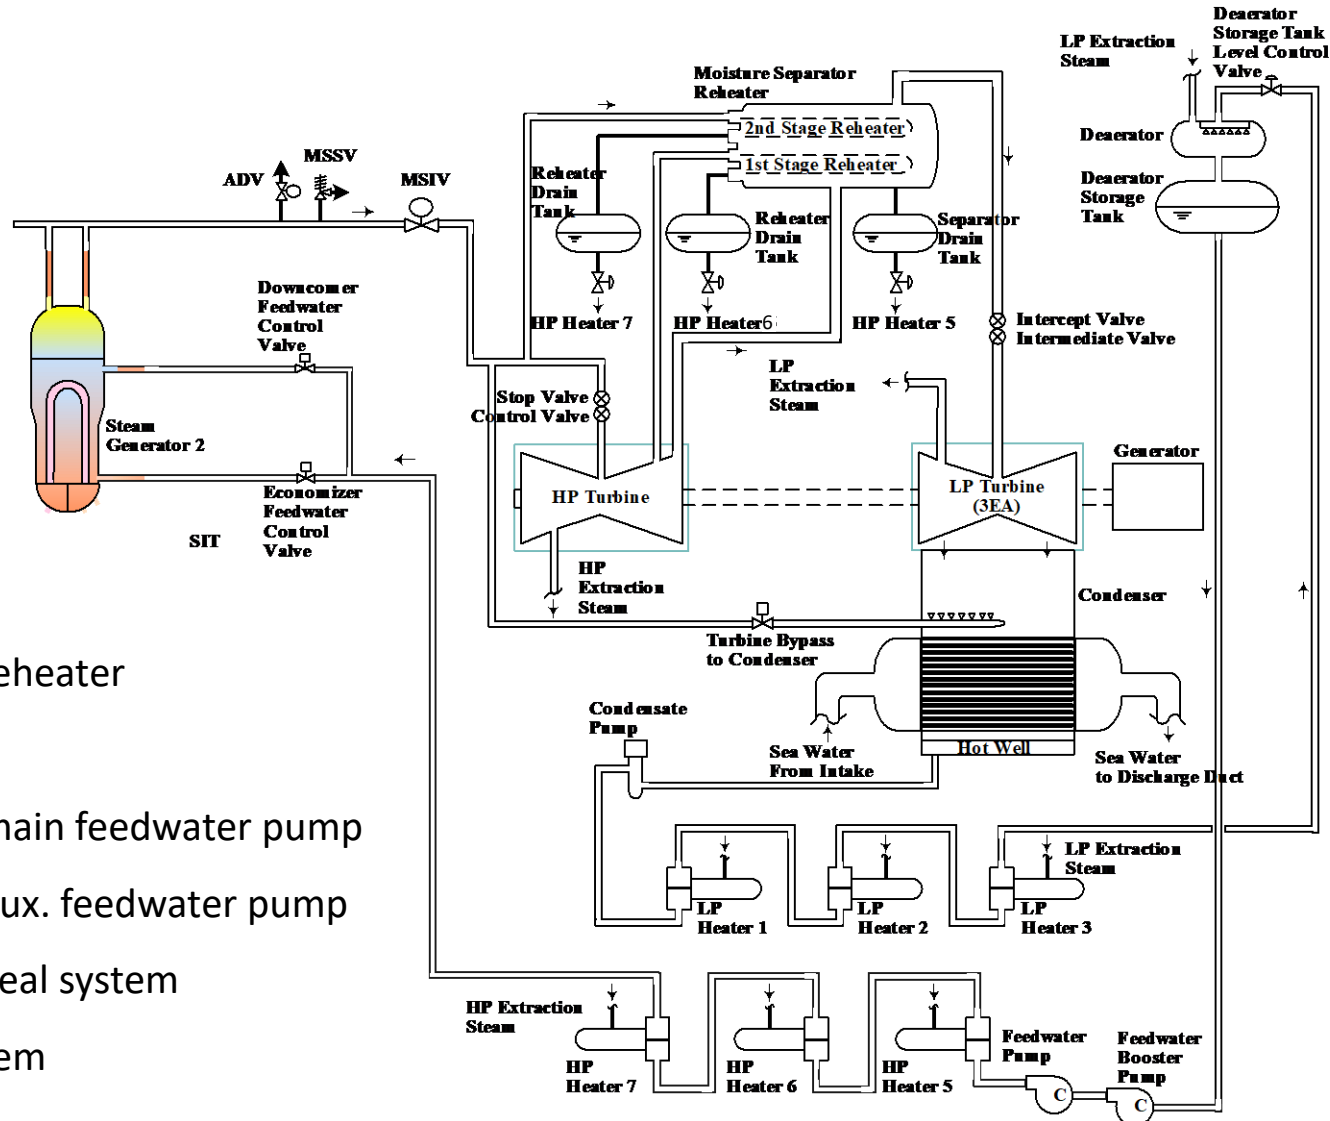 Deaerator
Storage Tank
Level Control
Valve
LP Extraction
Steam
Moisture Separator
Reheater
2nd Stage Reheater
1st Stage Reheater
Deaerator
Deaerator
Storage
Tank
MSSV
ADV
MSIV
Reheater
Drain
Tank
Reheater
Drain
Tank
Separator
Drain
Tank
HP Heater 7
HP Heater 6
HP Heater 5
Downcomer
Feedwater
Control
Valve
Intercept Valve
Intermediate Valve
LP
Extraction
Steam
Stop Valve
Control Valve
Steam
Generator 2
Generator
HP Turbine
LP Turbine
(3EA)
Economizer
Feedwater
Control
Valve
SIT
HP
Extraction
Steam
Condenser
Turbine Bypass
to Condenser
eheater
Condensate
Pump
Hot Well
Sea Water
From Intake
Sea Water
to Discharge Duct
main feedwater pump
ux. feedwater pump
eal system
em
LP Extraction
Steam
LP
Heater 1
LP
Heater 2
LP
Heater 3
HP Extraction
Steam
HP
Heater 7
HP
Heater 6
HP
Heater 5
Feedwater
Pump
Feedwater
Booster
Pump
C
C